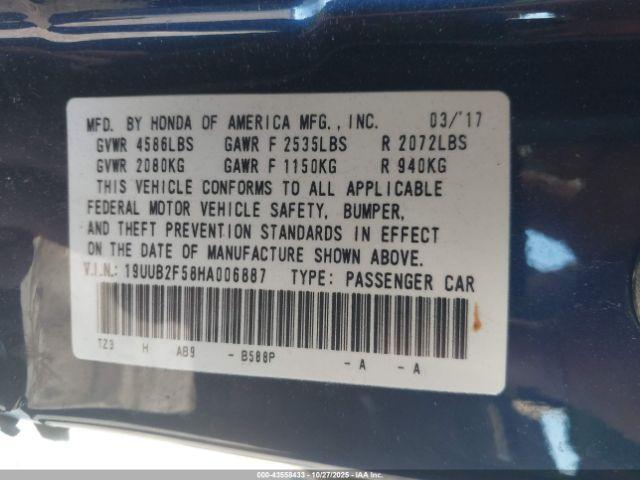 MFD. BY HONDA OF AMERICA MFG., INC. 03/'17
GVWR 4586LBS GAWR F 2535LBS R 2072LBS
GVWR 2080KG GAWR F 1150KG R 940KG
THIS VEHICLE CONFORMS TO ALL APPLICABLE
FEDERAL MOTOR VEHICLE SAFETY, BUMPER,
AND THEFT PREVENTION STANDARDS IN EFFECT
ON THE DATE OF MANUFACTURE SHOWN ABOVE.
V.I.N.: 19UUB2F58HA006887 TYPE: PASSENGER CAR
TZ3 H AB9 - B588P - A - A
000-43558433 - 10/27/2025 - IAAI.COM